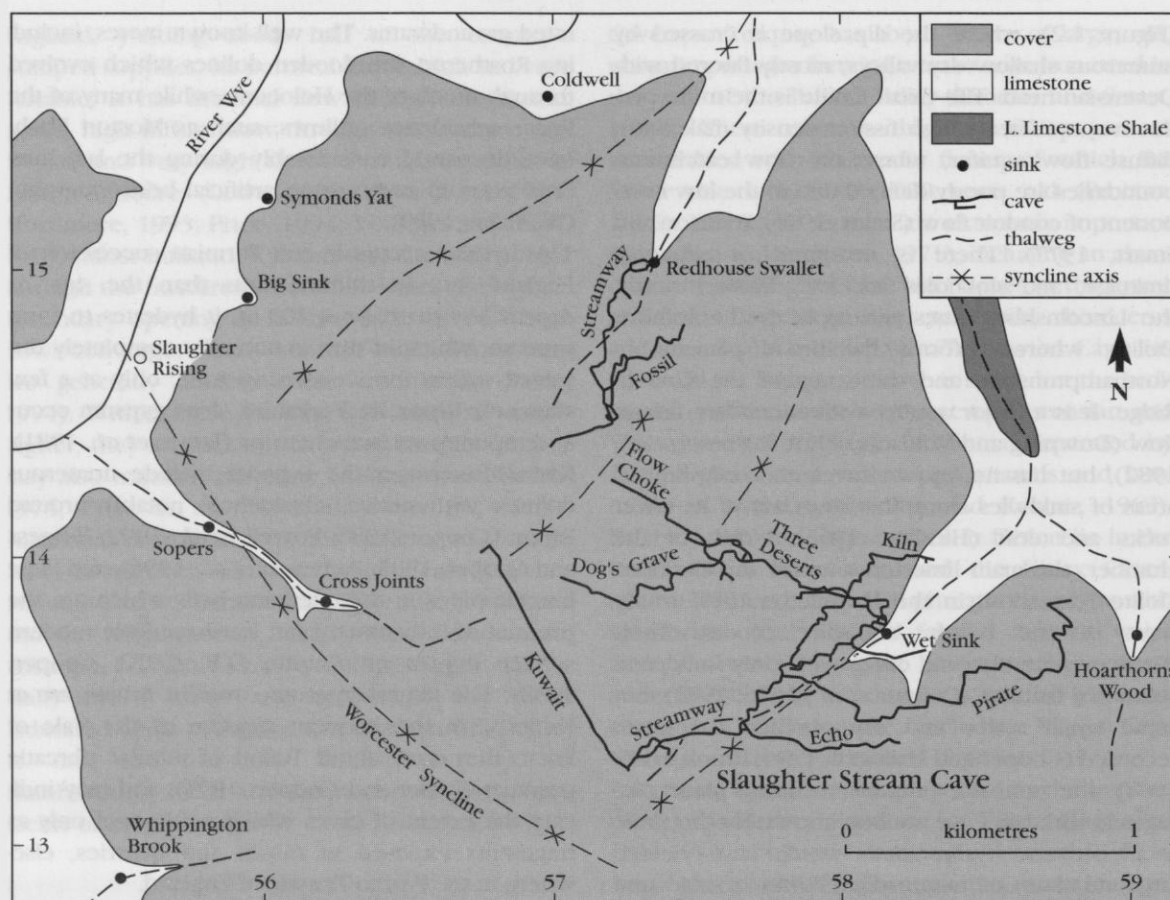 cover
limestone
L. Limestone Shale
sink
cave
thalweg
syncline axis
N
River Wye
Coldwell
Symonds Yat
15
Big Sink
Redhouse Swallet
Streamway
Slaughter
Rising
Fossil
Flow
Choke
14
Sopers
Three
Deserts
Kiln
Dog's Grave
Cross Joints
Wet Sink
Hoarthorns
Wood
Kuwait
Pirate
Streamway
Echo
Worcester Syncline
Slaughter Stream Cave
Whippington
Brook
13
0 kilometres 1
56 57 58 59